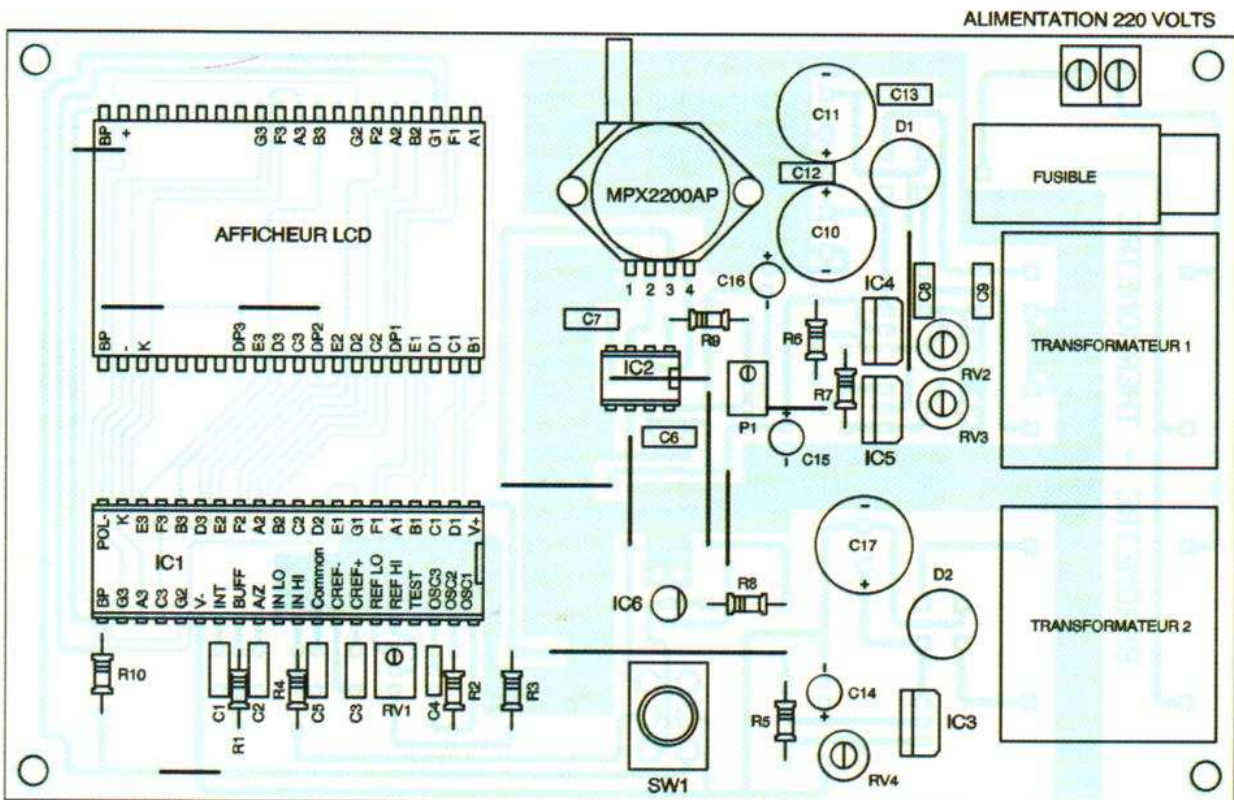 ALIMENTATION 220 VOLTS
BP + G3 F3 A3 B3 G2 F2 A2 B2 G1 F1 A1
AFFICHEUR LCD
BP - K DP3 E3 D3 C3 DP2 E2 D2 C2 DP1 E1 D1 C1 B1
MPX2200AP
1 2 3 4
C11
C13
D1
C12
C10
FUSIBLE
C16
IC4
C8
C9
C7
R9
R6
TRANSFORMATEUR 1
RV2
IC2
R7
P1
RV3
C6
C15
IC5
POL- K E3 F3 B3 D3 E2 F2 A2 B2 C2 D2 E1 G1 F1 A1 B1 C1 D1 V+
IC1
BP G3 A3 C3 G2 V- INT BUFF A/Z IN LO IN HI Common CREF- CREF+ REF LO REF HI TEST OSC3 OSC2 OSC1
C17
D2
IC6
R8
TRANSFORMATEUR 2
R10
C1
R1
C2
R4
C5
C3
RV1
C4
R2
R3
SW1
R5
C14
IC3
RV4
BAROMETRE - THERMOMETRE